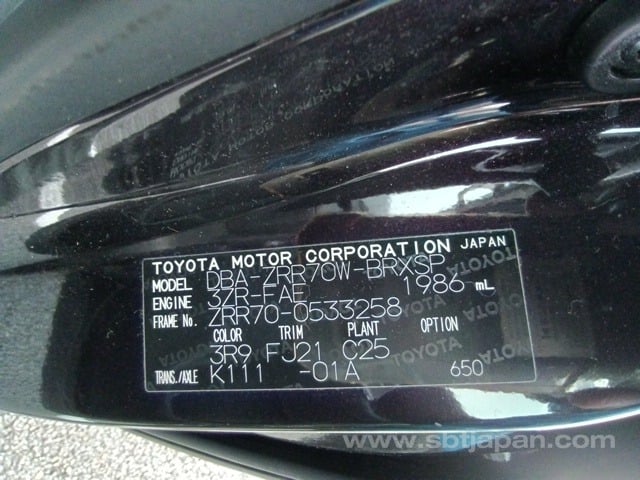 TOYOTA MOTOR CORPORATION JAPAN
MODEL DBA-ZRR70W-BRXSP
ENGINE 3ZR-FAE 1986 mL
FRAME No. ZRR70-0533258
COLOR TRIM PLANT OPTION
3R9 FJ21 C25
TRANS./AXLE K111 -01A 650
www.sbtjapan.com